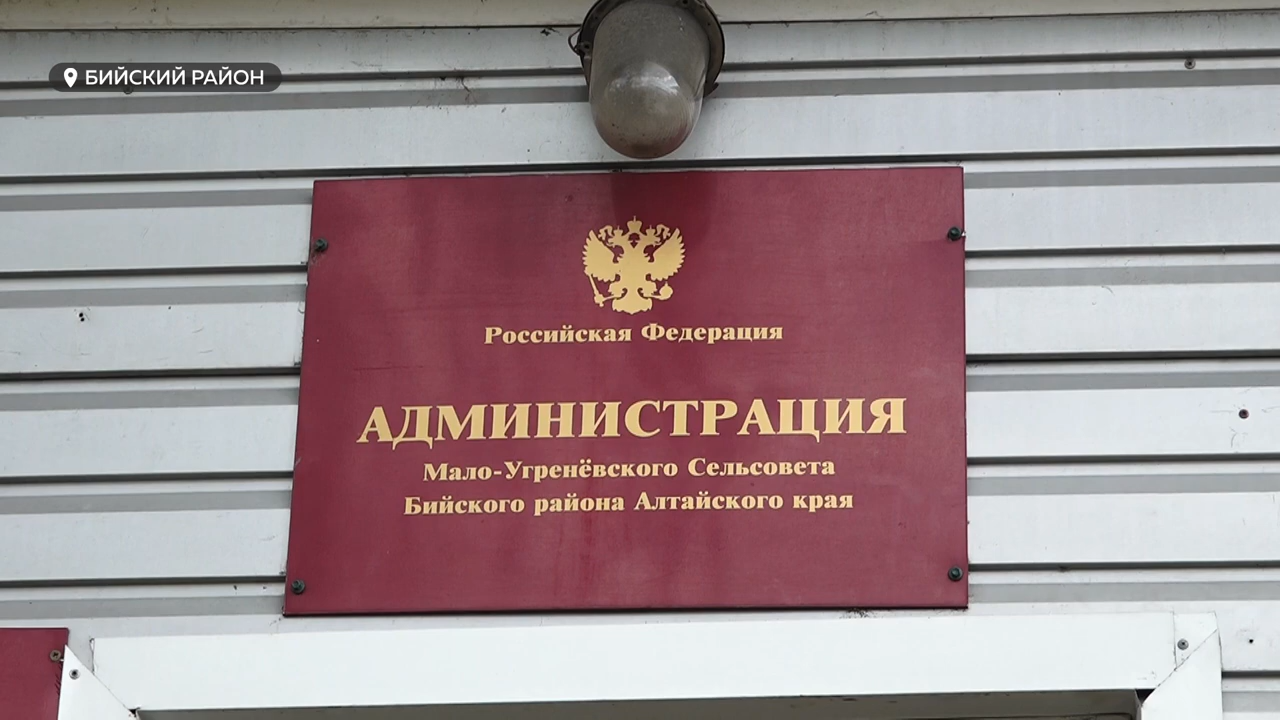 БИЙСКИЙ РАЙОН
Российская Федерация
АДМИНИСТРАЦИЯ
Мало-Угренёвского Сельсовета
Бийского района Алтайского края